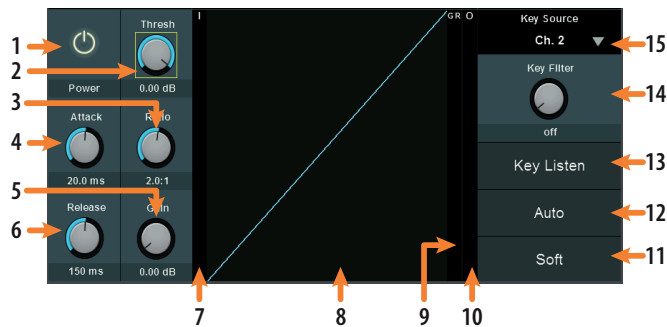 1
2
3
4
5
6
Power
Thresh
0.00 dB
Attack
20.0 ms
Ratio
2.0:1
Release
150 ms
Gain
0.00 dB
I
GR O
7
8
9
10
Key Source
Ch. 2
Key Filter
off
Key Listen
Auto
Soft
15
14
13
12
11